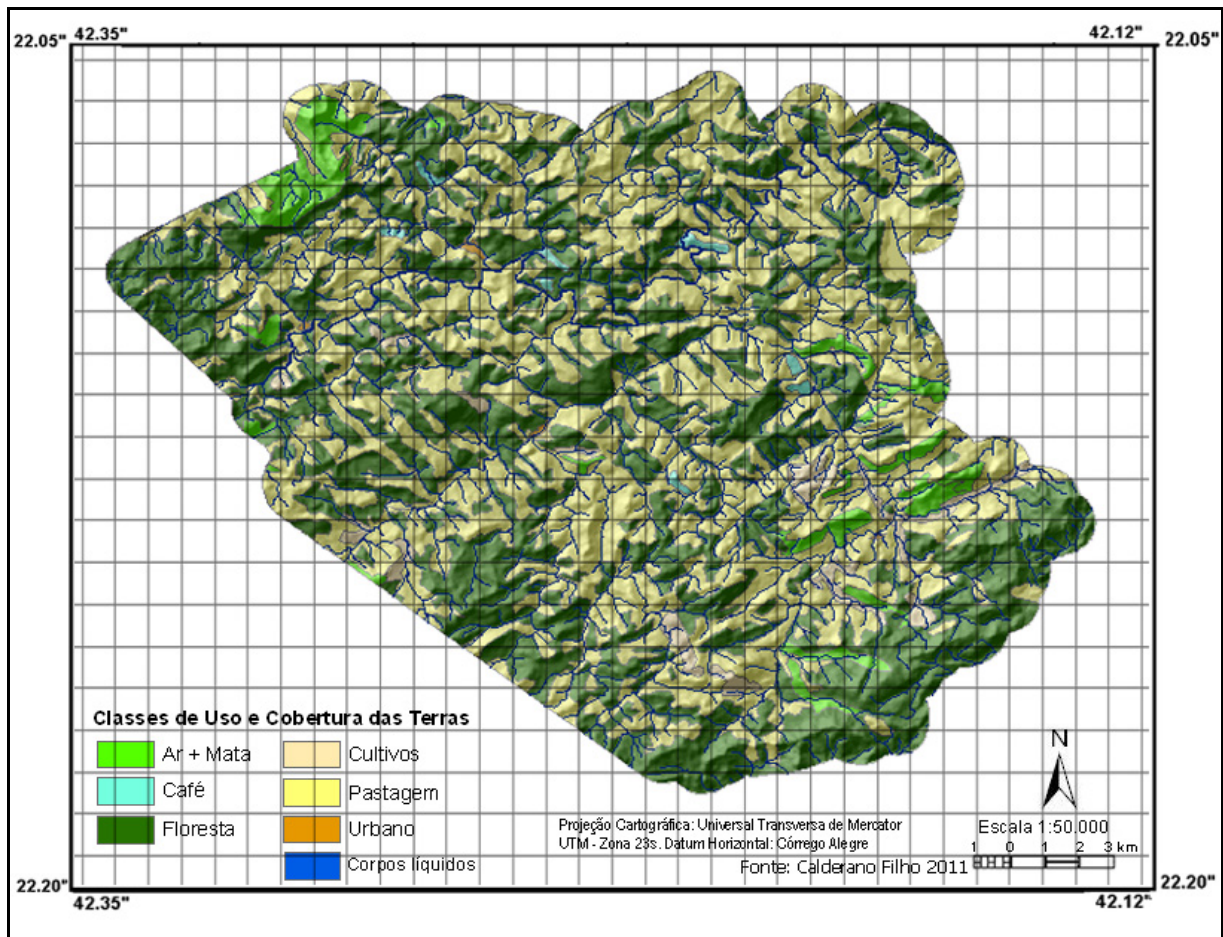 42.35" 42.12"
22.05" 22.05"
Classes de Uso e Cobertura das Terras
Ar + Mata Cultivos
Café Pastagem
Floresta Urbano
Corpos líquidos
Projeção Cartográfica: Universal Transversa de Mercator
UTM - Zona 23s. Datum Horizontal: Córrego Alegre
Fonte: Calderano Filho 2011
N
Escala 1:50.000
1 0 1 2 3 km
22.20" 22.20"
42.35" 42.12"